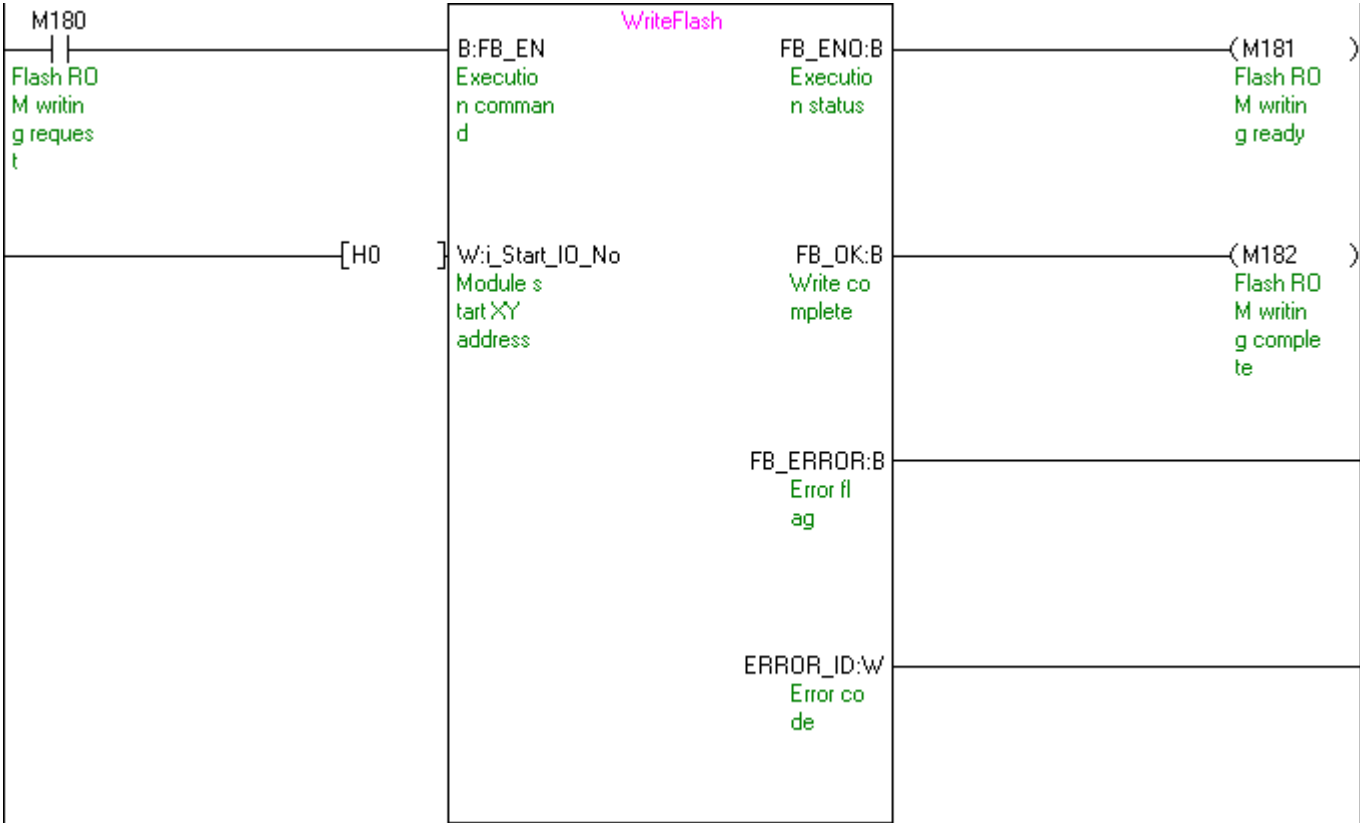 M180
WriteFlash
B:FB_EN
FB_ENO:B
(M181 )
Flash RO
M writin
g reques
t
Executio
n comman
d
Executio
n status
Flash RO
M writin
g ready
[H0 ]
W:i_Start_IO_No
FB_OK:B
(M182 )
Module s
tart XY
address
Write co
mplete
Flash RO
M writin
g comple
te
FB_ERROR:B
Error fl
ag
ERROR_ID:W
Error co
de